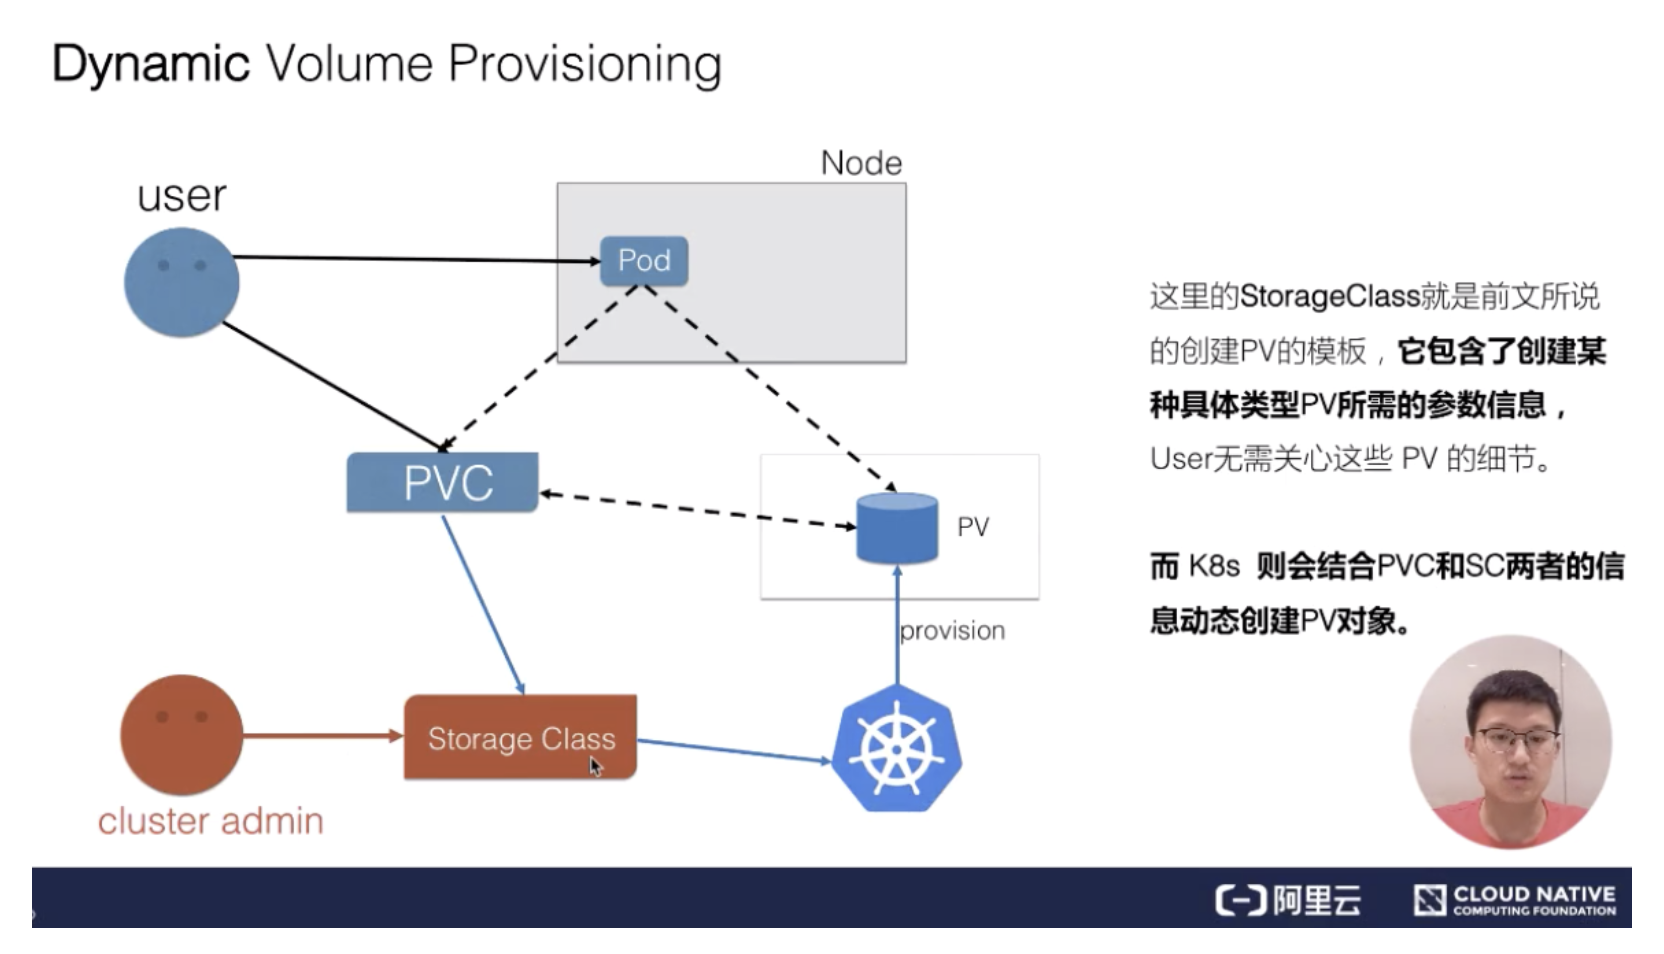 Dynamic Volume Provisioning
Node
user
Pod
这里的StorageClass就是前文所说
的创建PV的模板，它包含了创建某
种具体类型PV所需的参数信息，
User无需关心这些 PV 的细节。
PVC
PV
而 K8s 则会结合PVC和SC两者的信
息动态创建PV对象。
provision
Storage Class
cluster admin
阿里云
CLOUD NATIVE
COMPUTING FOUNDATION